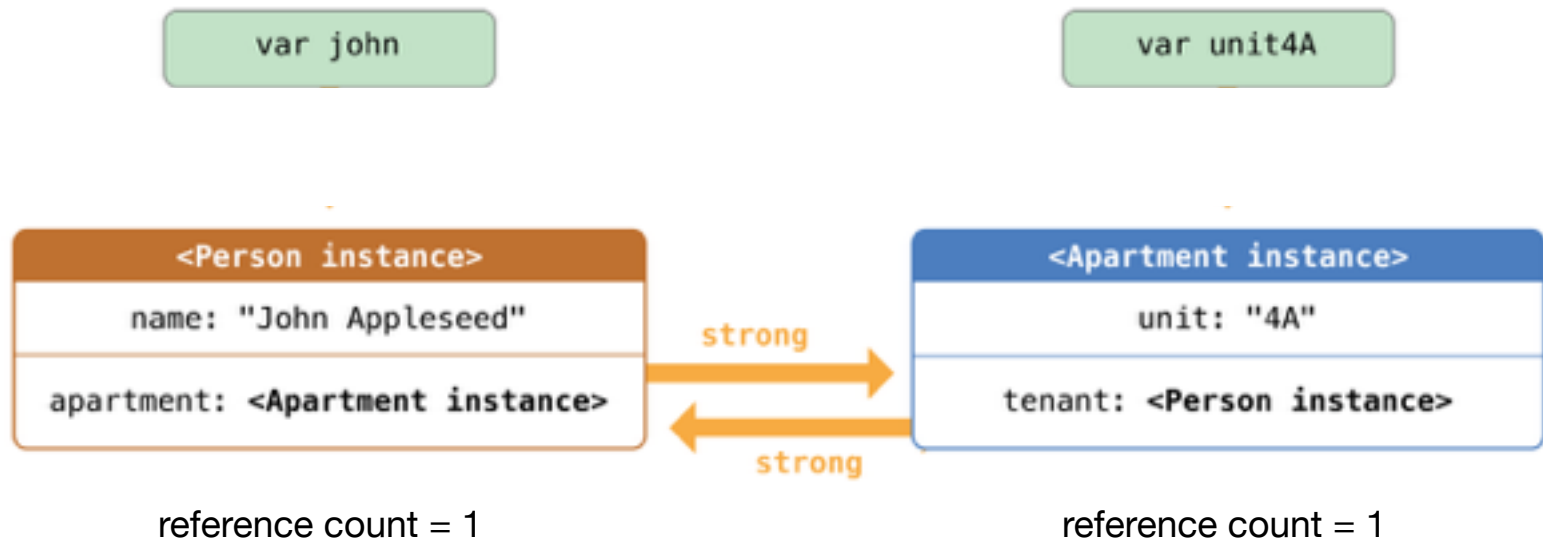 var john
var unit4A
<Person instance>
<Apartment instance>
name: "John Appleseed"
unit: "4A"
strong
apartment: <Apartment instance>
tenant: <Person instance>
strong
reference count = 1
reference count = 1